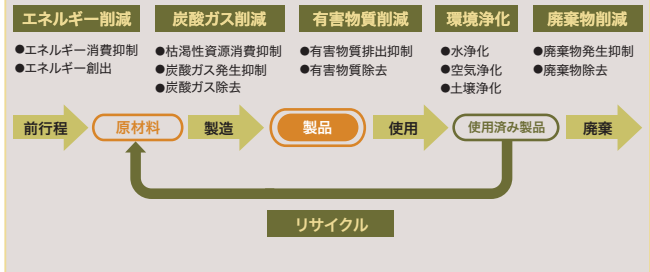 エネルギー削減
●エネルギー消費抑制
●エネルギー創出
炭酸ガス削減
●枯渇性資源消費抑制
●炭酸ガス発生抑制
●炭酸ガス除去
有害物質削減
●有害物質排出抑制
●有害物質除去
環境浄化
●水浄化
●空気浄化
●土壌浄化
廃棄物削減
●廃棄物発生抑制
●廃棄物除去
前行程
原材料
製造
製品
使用
使用済み製品
廃棄
リサイクル